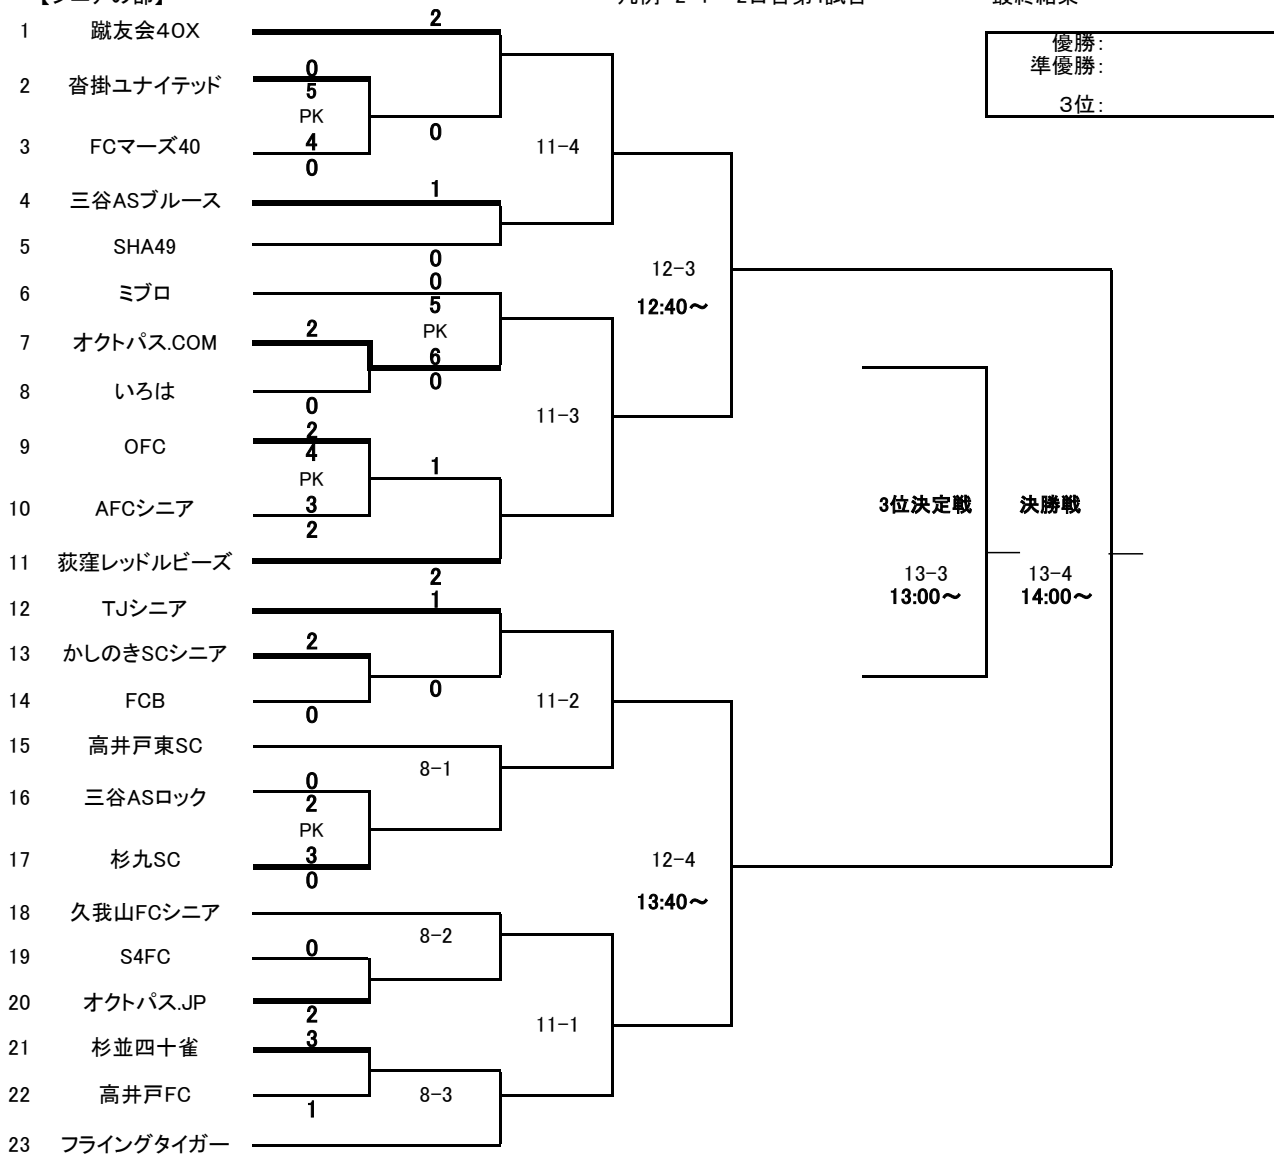 【シニアの部】
最終結果
優勝:
準優勝:
3位:
1 蹴友会40X 2
2 沓掛ユナイテッド 0
5
PK
3 FCマーズ40 4 0
0
11-4
4 三谷ASブルース 1
5 SHA49 0
12-3
12:40～
6 ミブロ 0
5
PK
7 オクトパス.COM 2 6
0
8 いろは 0
11-3
9 OFC 2
4
PK 1
10 AFCシニア 3
2
11 荻窪レッドルビーズ 2
3位決定戦 決勝戦
13-3 13-4
13:00～ 14:00～
12 TJシニア 1
13 かしのきSCシニア 2
14 FCB 0 0
11-2
15 高井戸東SC
8-1
16 三谷ASロック 0
2
PK
17 杉九SC 3
0
12-4
13:40～
18 久我山FCシニア
8-2
19 S4FC 0
20 オクトパス.JP 2
11-1
21 杉並四十雀 3
22 高井戸FC 1
8-3
23 フライングタイガー